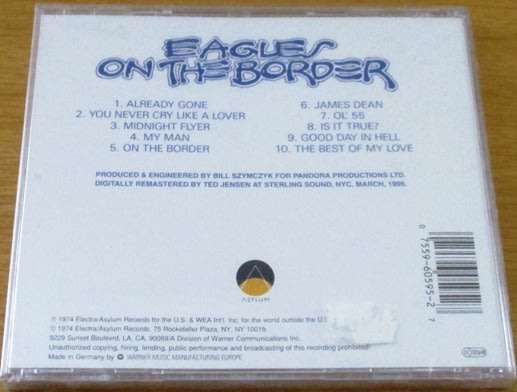 EAGLES
ON THE BORDER
1. ALREADY GONE
2. YOU NEVER CRY LIKE A LOVER
3. MIDNIGHT FLYER
4. MY MAN
5. ON THE BORDER
6. JAMES DEAN
7. OL' 55
8. IS IT TRUE?
9. GOOD DAY IN HELL
10. THE BEST OF MY LOVE
PRODUCED & ENGINEERED BY BILL SZYMCZYK FOR PANDORA PRODUCTIONS LTD.
DIGITALLY REMASTERED BY TED JENSEN AT STERLING SOUND, NYC, MARCH, 1999.
0 7559-60595-2 7
ASYLUM
℗ 1974 Elektra/Asylum Records for the U.S. & WEA Int'l. Inc. for the world outside the U.S.
© 1974 Elektra/Asylum Records, 75 Rockefeller Plaza, NY, NY 10019.
9229 Sunset Boulevard, LA, CA, 90069/A Division of Warner Communications Inc.
Unauthorized copying, hiring, lending, public performance and broadcasting of this recording prohibited.
Made in Germany by WARNER MUSIC MANUFACTURING EUROPE